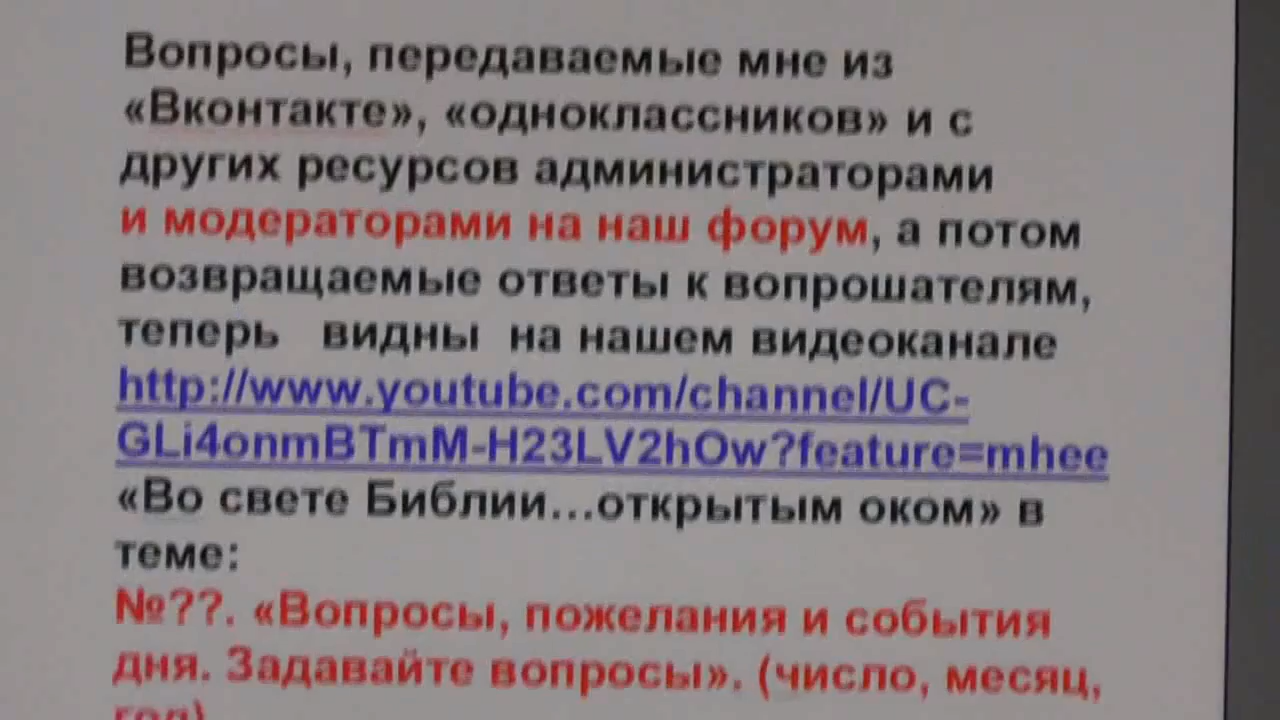 Вопросы, передаваемые мне из
«Вконтакте», «одноклассников» и с
других ресурсов администраторами
и модераторами на наш форум, а потом
возвращаемые ответы к вопрошателям,
теперь видны на нашем видеоканале
http://www.youtube.com/channel/UC-
GLi4onmBTmM-H23LV2hOw?feature=mhee
«Во свете Библии...открытым оком» в
теме:
№??. «Вопросы, пожелания и события
дня. Задавайте вопросы». (число, месяц,
год)